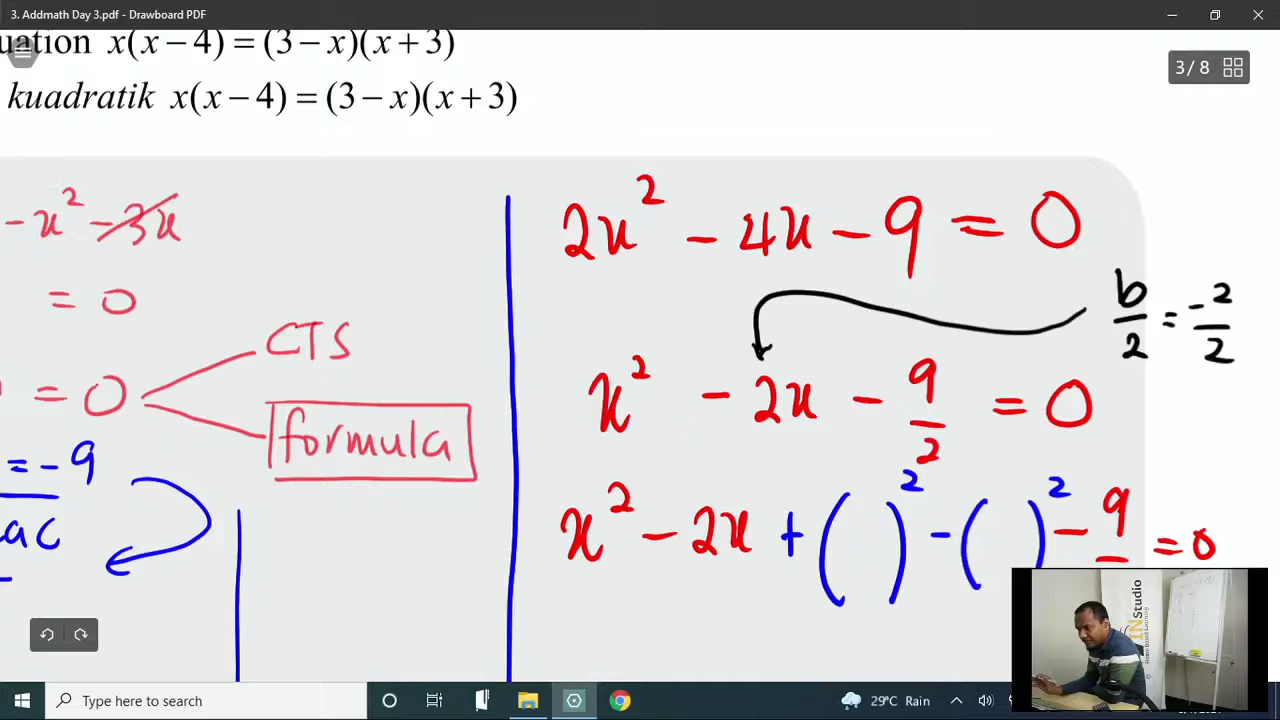 3. Addmath Day 3.pdf - Drawboard PDF
uation x(x − 4) = (3 − x)(x + 3)
kuadratik x(x − 4) = (3 − x)(x + 3)
3 / 8
- x² - 3x
= 0
= 0
CTS
formula
= - 9
ac
2x² - 4x - 9 = 0
b/2 = -2/2
x² - 2x - 9/2 = 0
x² - 2x + ( )² - ( )² - 9 = 0
INStudio
Type here to search
29°C Rain